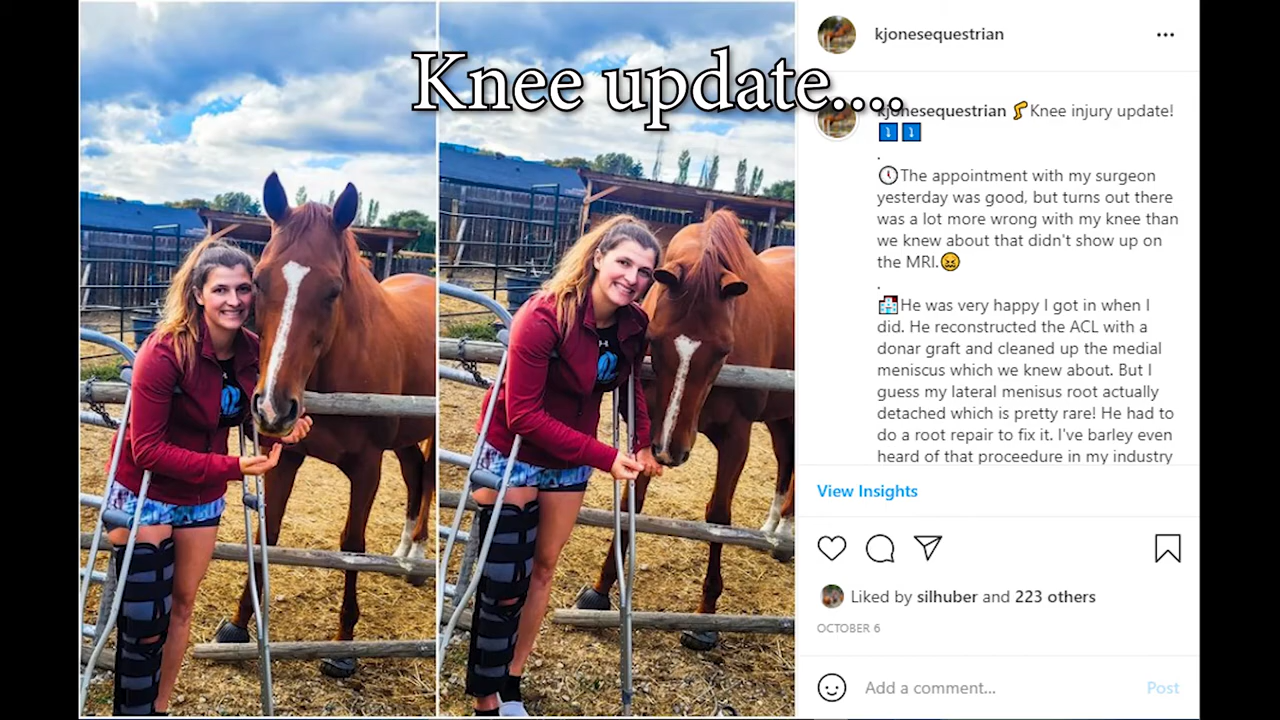 Knee update....
kjonesequestrian
kjonesequestrian Knee injury update!
.
The appointment with my surgeon
yesterday was good, but turns out there
was a lot more wrong with my knee than
we knew about that didn't show up on
the MRI.
.
He was very happy I got in when I
did. He reconstructed the ACL with a
donar graft and cleaned up the medial
meniscus which we knew about. But I
guess my lateral menisus root actually
detached which is pretty rare! He had to
do a root repair to fix it. I've barley even
heard of that proceedure in my industry
View Insights
Liked by silhuber and 223 others
OCTOBER 6
Add a comment...
Post